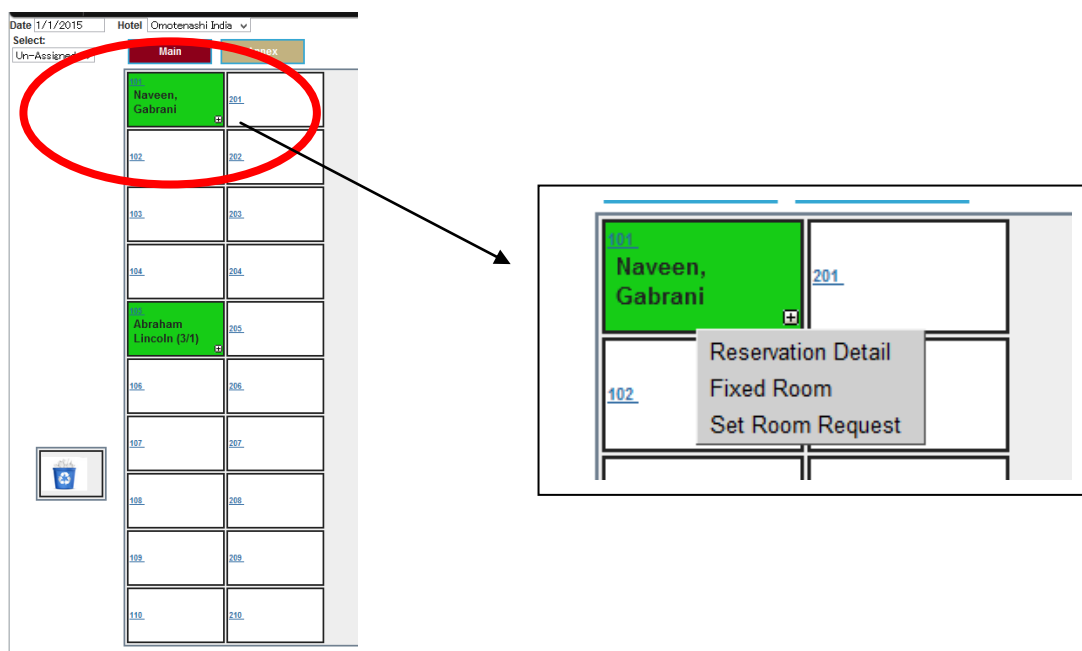 Date 1/1/2015 Hotel Omotenashi India
Select:
Main
101
Naveen,
Gabrani
201
102
202
103
203
104
204
Abraham
Lincoln (3/1)
205
106
206
107
207
108
208
109
209
110
210
101
Naveen,
Gabrani
201
102
Reservation Detail
Fixed Room
Set Room Request